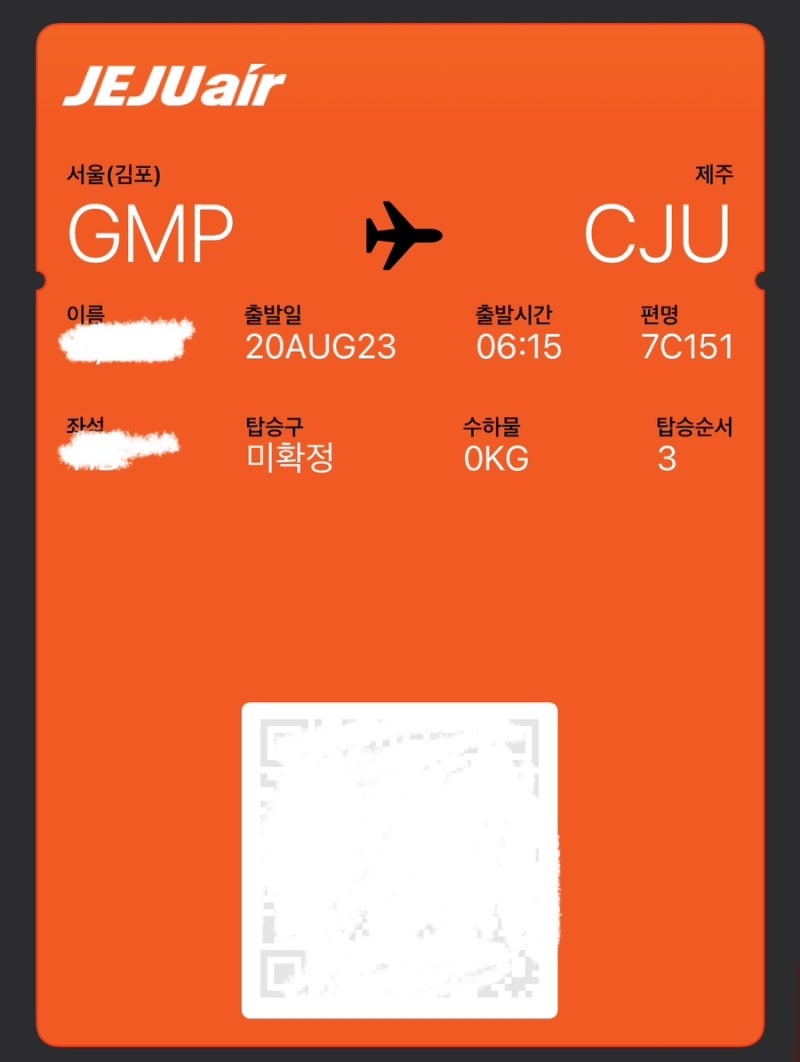 JEJUair
서울(김포) 제주
GMP CJU
이름 출발일 출발시간 편명
20AUG23 06:15 7C151
좌석 탑승구 수하물 탑승순서
미확정 0KG 3